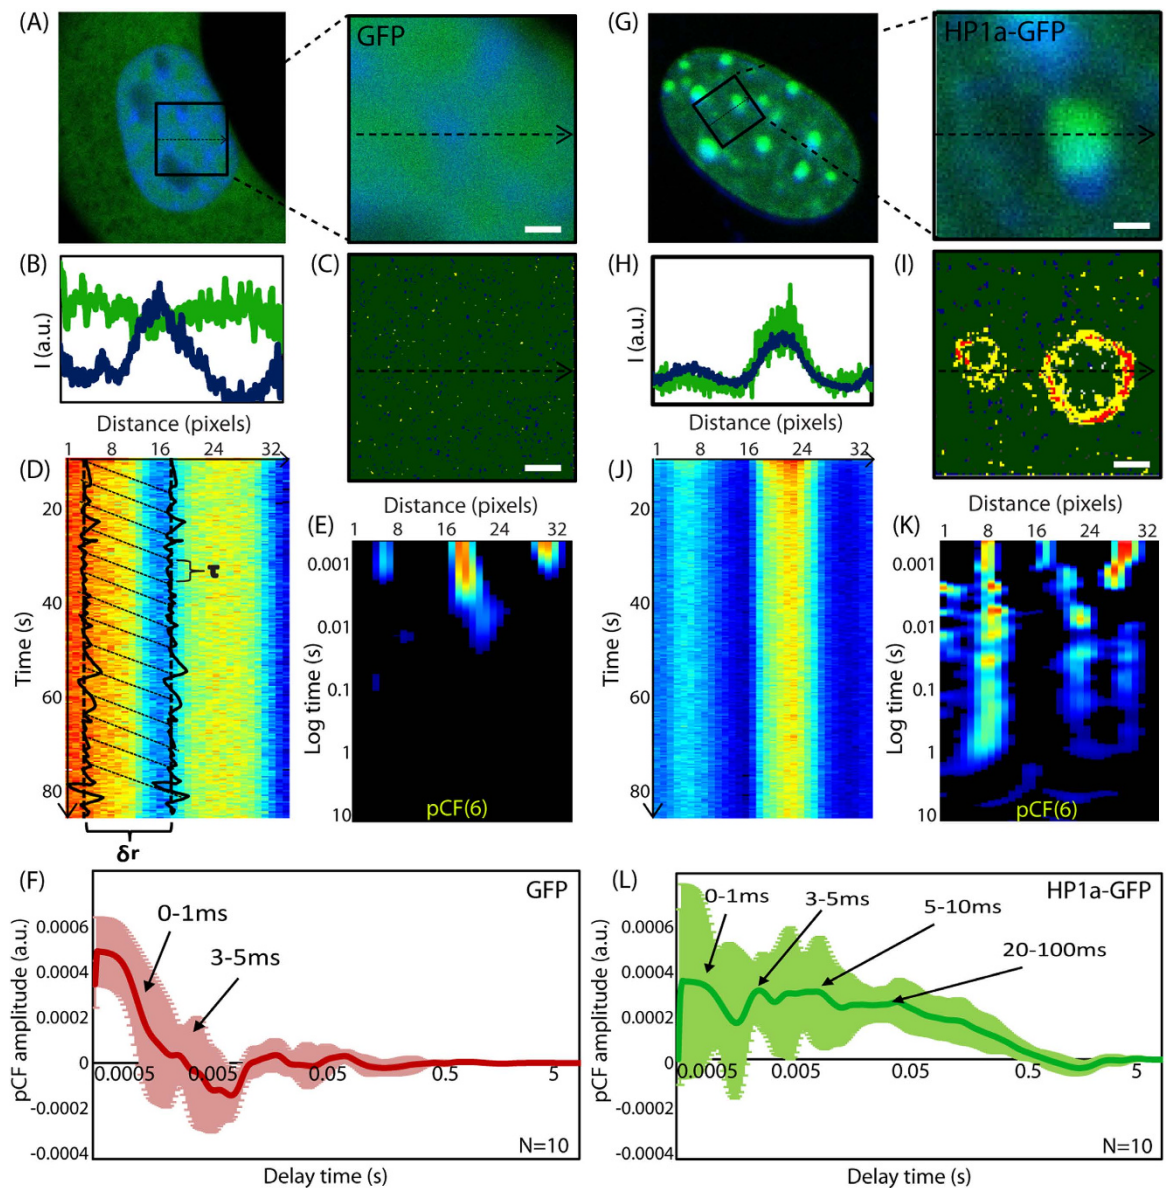 (A)
GFP
(G)
HP1a-GFP
(B)
I (a.u.)
Distance (pixels)
(C)
(H)
I (a.u.)
Distance (pixels)
(I)
(D)
1 8 16 24 32
20
40
60
80
Time (s)
τ
δr
Distance (pixels)
(E)
1 8 16 24 32
0.001
0.01
0.1
1
10
Log time (s)
pCF(6)
(J)
1 8 16 24 32
20
40
60
80
Time (s)
Distance (pixels)
(K)
1 8 16 24 32
0.001
0.01
0.1
1
10
Log time (s)
pCF(6)
(F)
GFP
0.0006
0.0004
0.0002
0
-0.0002
-0.0004
pCF amplitude (a.u.)
0-1ms
3-5ms
0.0005 0.005 0.05 0.5 5
N=10
Delay time (s)
(L)
HP1a-GFP
0.0006
0.0004
0.0002
0
-0.0002
-0.0004
pCF amplitude (a.u.)
0-1ms
3-5ms
5-10ms
20-100ms
0.0005 0.005 0.05 0.5 5
N=10
Delay time (s)